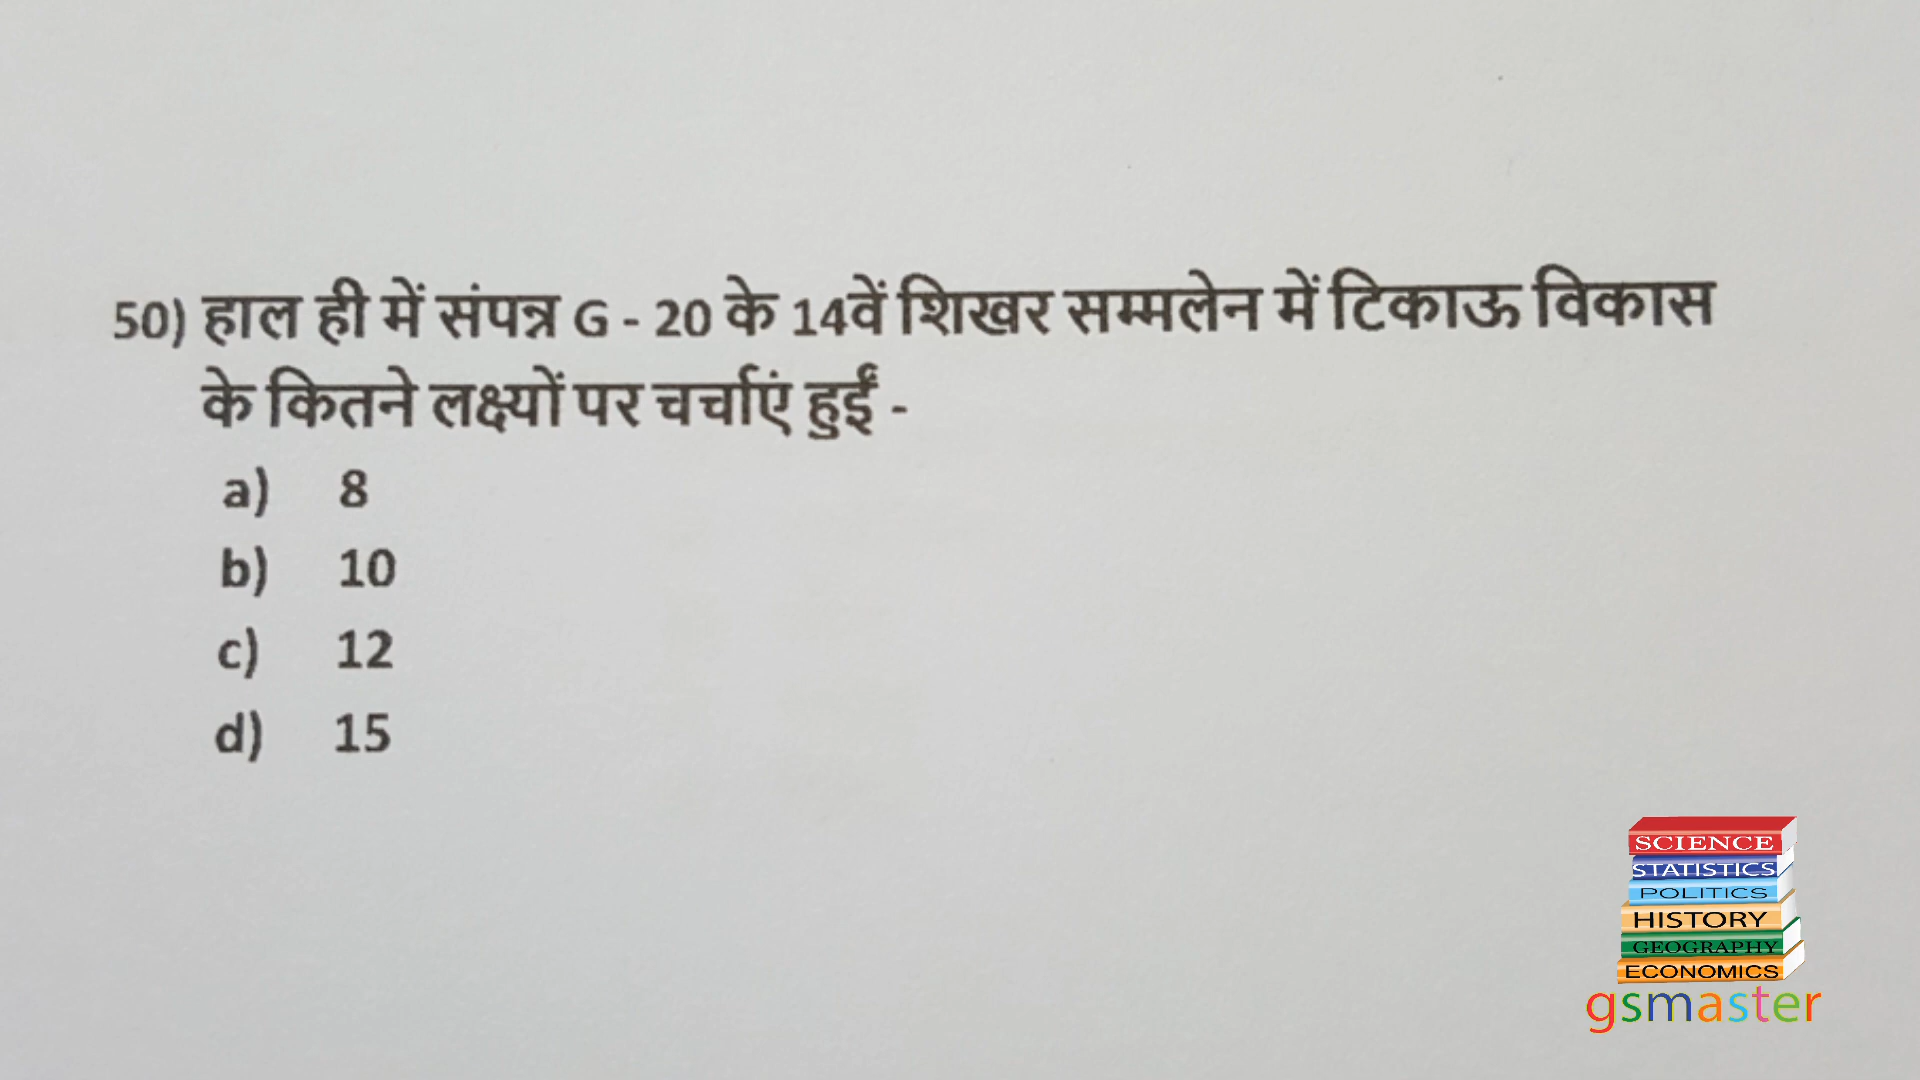 50) हाल ही में संपन्न G - 20 के 14वें शिखर सम्मलेन में टिकाऊ विकास
के कितने लक्ष्यों पर चर्चाएं हुईं -
a) 8
b) 10
c) 12
d) 15
SCIENCE
STATISTICS
POLITICS
HISTORY
GEOGRAPHY
ECONOMICS
gsmaster